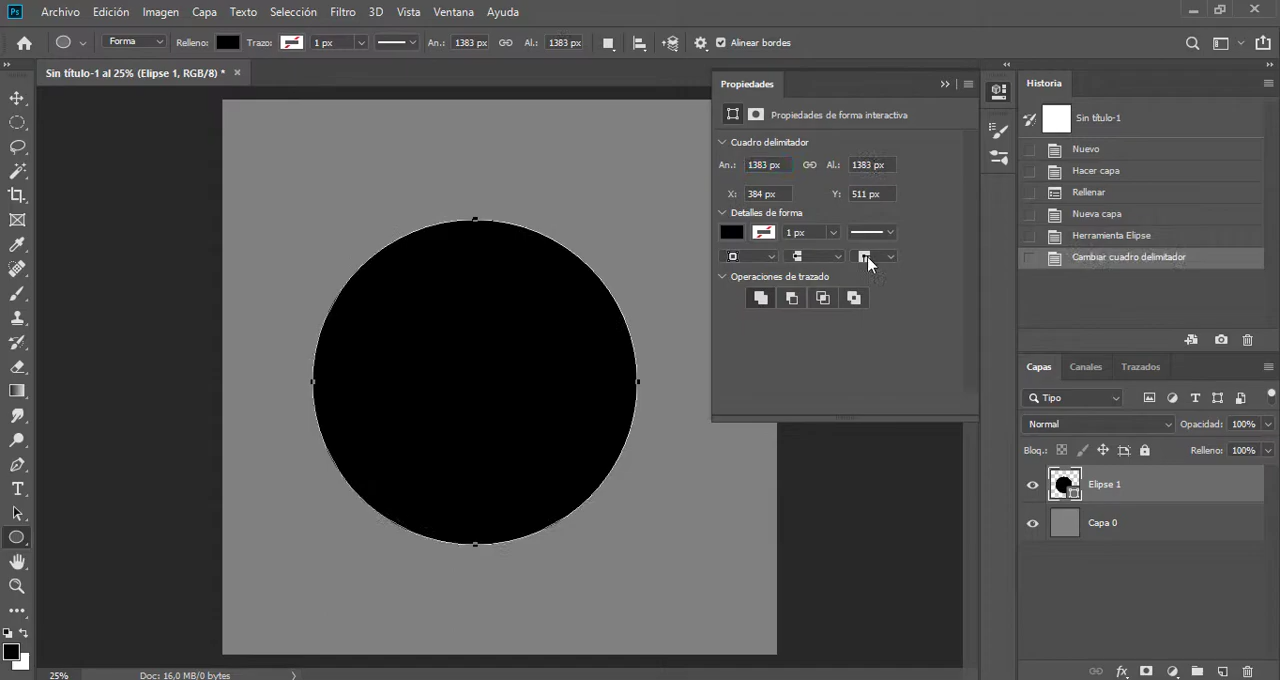 Ps Archivo Edición Imagen Capa Texto Selección Filtro 3D Vista Ventana Ayuda
Forma Relleno: Trazo: 1 px An.: 1383 px Al.: 1383 px Alinear bordes
Sin título-1 al 25% (Elipse 1, RGB/8) *
Propiedades
Propiedades de forma interactiva
Cuadro delimitador
An.: 1383 px Al.: 1383 px
X: 384 px Y: 511 px
Detalles de forma
1 px
Operaciones de trazado
Historia
Sin título-1
Nuevo
Hacer capa
Rellenar
Nueva capa
Herramienta Elipse
Cambiar cuadro delimitador
Capas Canales Trazados
Tipo
Normal Opacidad: 100%
Bloq.: Relleno: 100%
Elipse 1
Capa 0
25% Doc: 16,0 MB/0 bytes